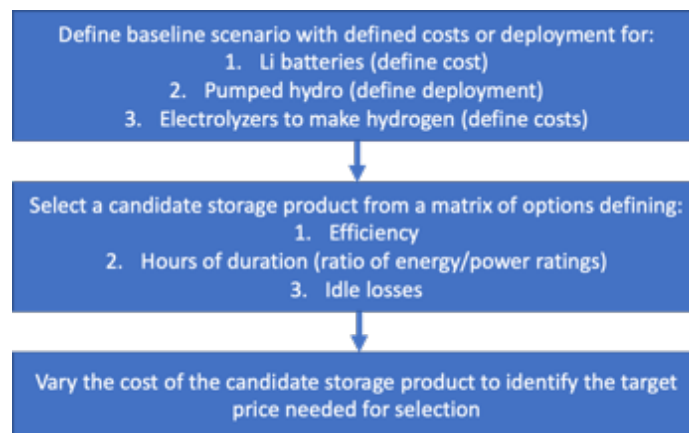 Define baseline scenario with defined costs or deployment for:
1. Li batteries (define cost)
2. Pumped hydro (define deployment)
3. Electrolyzers to make hydrogen (define costs)
Select a candidate storage product from a matrix of options defining:
1. Efficiency
2. Hours of duration (ratio of energy/power ratings)
3. Idle losses
Vary the cost of the candidate storage product to identify the target
price needed for selection